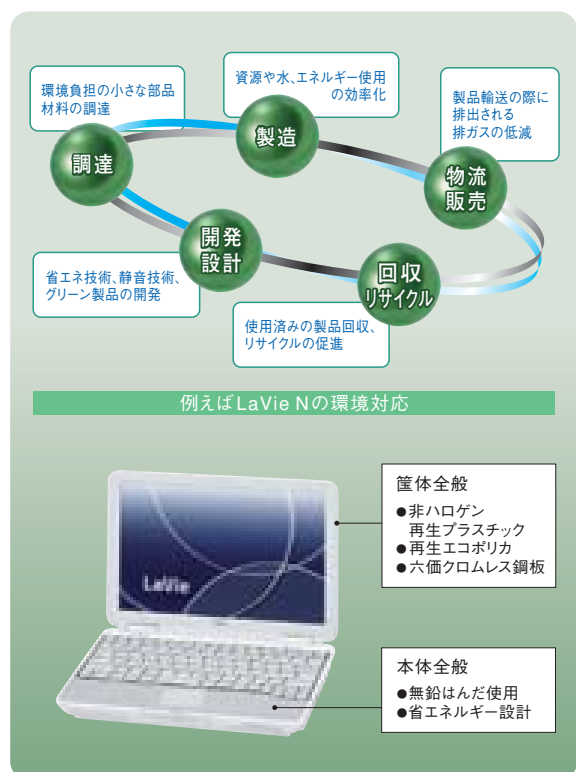 資源や水、エネルギー使用
の効率化
環境負担の小さな部品
材料の調達
製品輸送の際に
排出される
排ガスの低減
製造
調達
物流
販売
開発
設計
回収
リサイクル
省エネ技術、静音技術、
グリーン製品の開発
使用済みの製品回収、
リサイクルの促進
例えばLaVie Nの環境対応
筐体全般
●非ハロゲン
再生プラスチック
●再生エコポリカ
●六価クロムレス鋼板
LaVie
本体全般
●無鉛はんだ使用
●省エネルギー設計